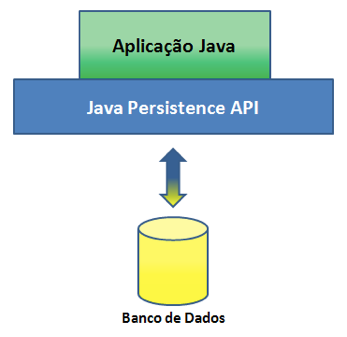 Aplicação Java
Java Persistence API
Banco de Dados